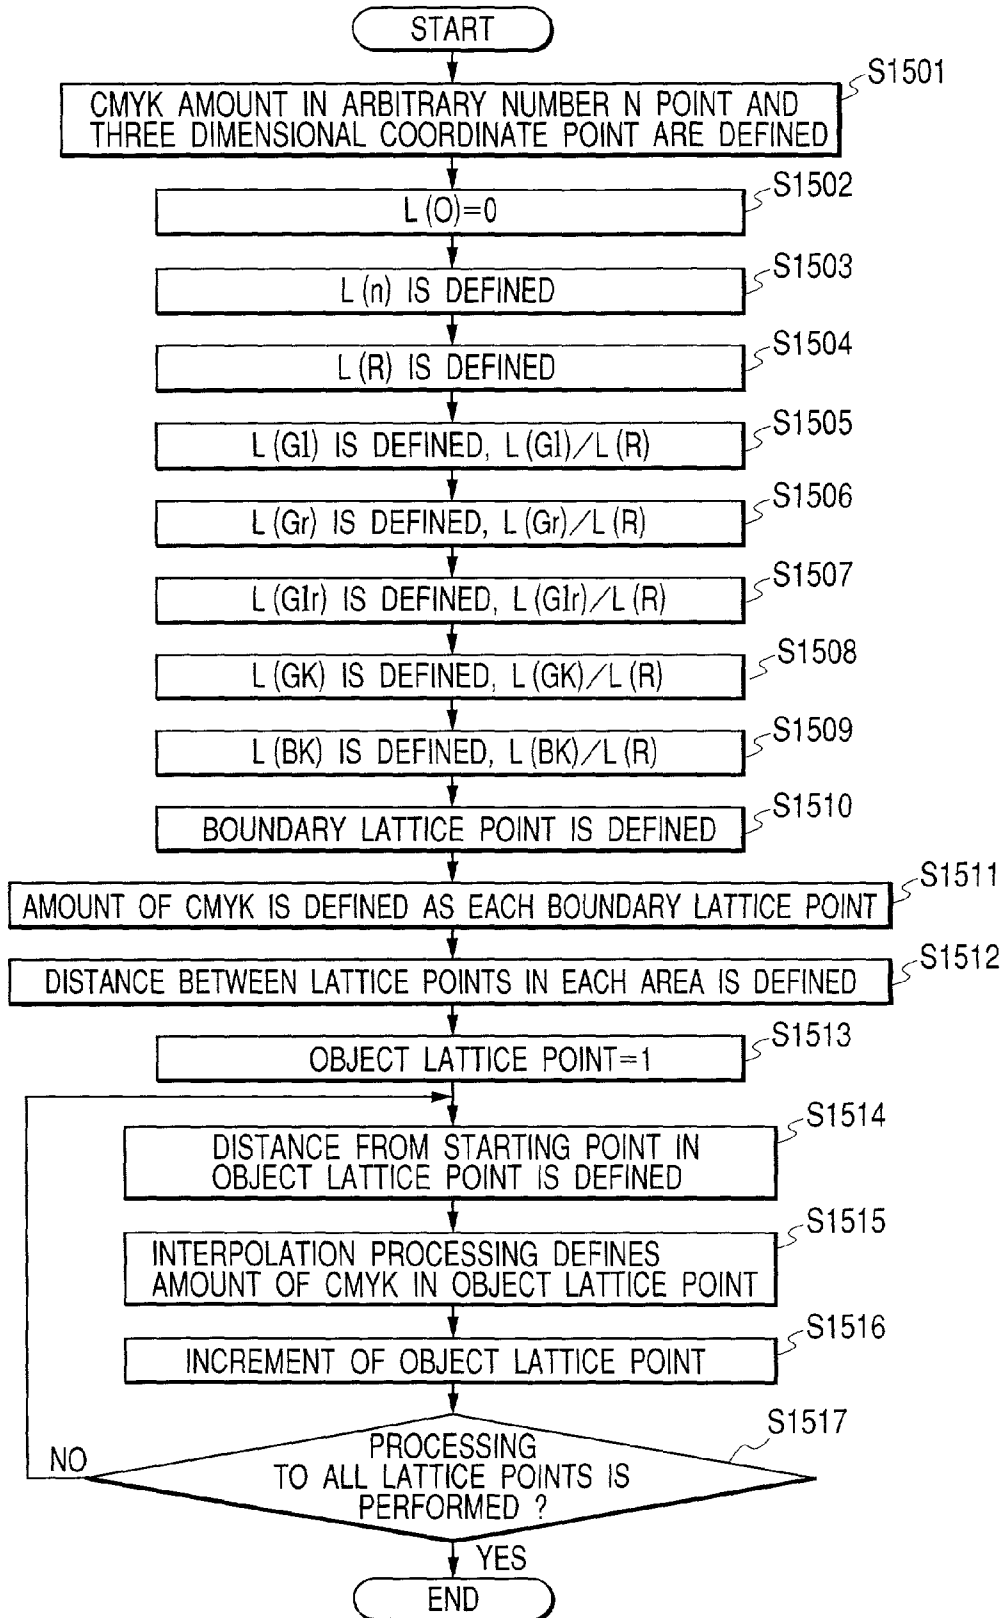 START
S1501
CMYK AMOUNT IN ARBITRARY NUMBER N POINT AND
THREE DIMENSIONAL COORDINATE POINT ARE DEFINED
S1502
L(O)=0
S1503
L(n) IS DEFINED
S1504
L(R) IS DEFINED
S1505
L(Gl) IS DEFINED, L(Gl)/L(R)
S1506
L(Gr) IS DEFINED, L(Gr)/L(R)
S1507
L(Glr) IS DEFINED, L(Glr)/L(R)
S1508
L(GK) IS DEFINED, L(GK)/L(R)
S1509
L(BK) IS DEFINED, L(BK)/L(R)
S1510
BOUNDARY LATTICE POINT IS DEFINED
S1511
AMOUNT OF CMYK IS DEFINED AS EACH BOUNDARY LATTICE POINT
S1512
DISTANCE BETWEEN LATTICE POINTS IN EACH AREA IS DEFINED
S1513
OBJECT LATTICE POINT=1
S1514
DISTANCE FROM STARTING POINT IN
OBJECT LATTICE POINT IS DEFINED
S1515
INTERPOLATION PROCESSING DEFINES
AMOUNT OF CMYK IN OBJECT LATTICE POINT
S1516
INCREMENT OF OBJECT LATTICE POINT
S1517
PROCESSING
TO ALL LATTICE POINTS IS
PERFORMED ?
NO
YES
END